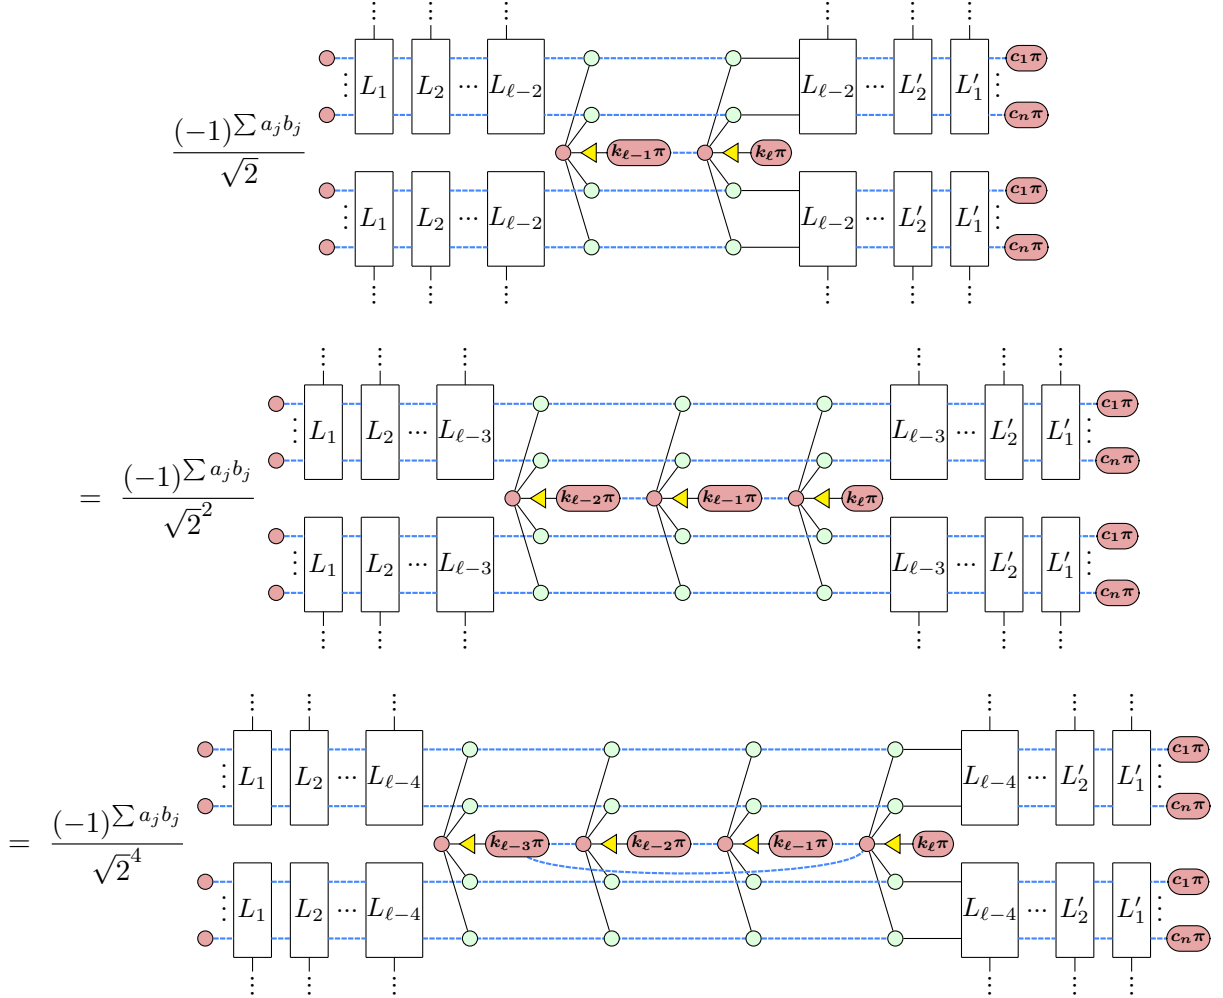 (-1)^{∑ a_j b_j} / √2 L_1 L_2 ... L_{ℓ−2} k_{ℓ−1}π k_ℓπ L_{ℓ−2} ... L'_2 L'_1 c_1π c_nπ
L_1 L_2 ... L_{ℓ−2} L_{ℓ−2} ... L'_2 L'_1 c_1π c_nπ
= (-1)^{∑ a_j b_j} / √2^2 L_1 L_2 ... L_{ℓ−3} k_{ℓ−2}π k_{ℓ−1}π k_ℓπ L_{ℓ−3} ... L'_2 L'_1 c_1π c_nπ
L_1 L_2 ... L_{ℓ−3} L_{ℓ−3} ... L'_2 L'_1 c_1π c_nπ
= (-1)^{∑ a_j b_j} / √2^4 L_1 L_2 ... L_{ℓ−4} k_{ℓ−3}π k_{ℓ−2}π k_{ℓ−1}π k_ℓπ L_{ℓ−4} ... L'_2 L'_1 c_1π c_nπ
L_1 L_2 ... L_{ℓ−4} L_{ℓ−4} ... L'_2 L'_1 c_1π c_nπ